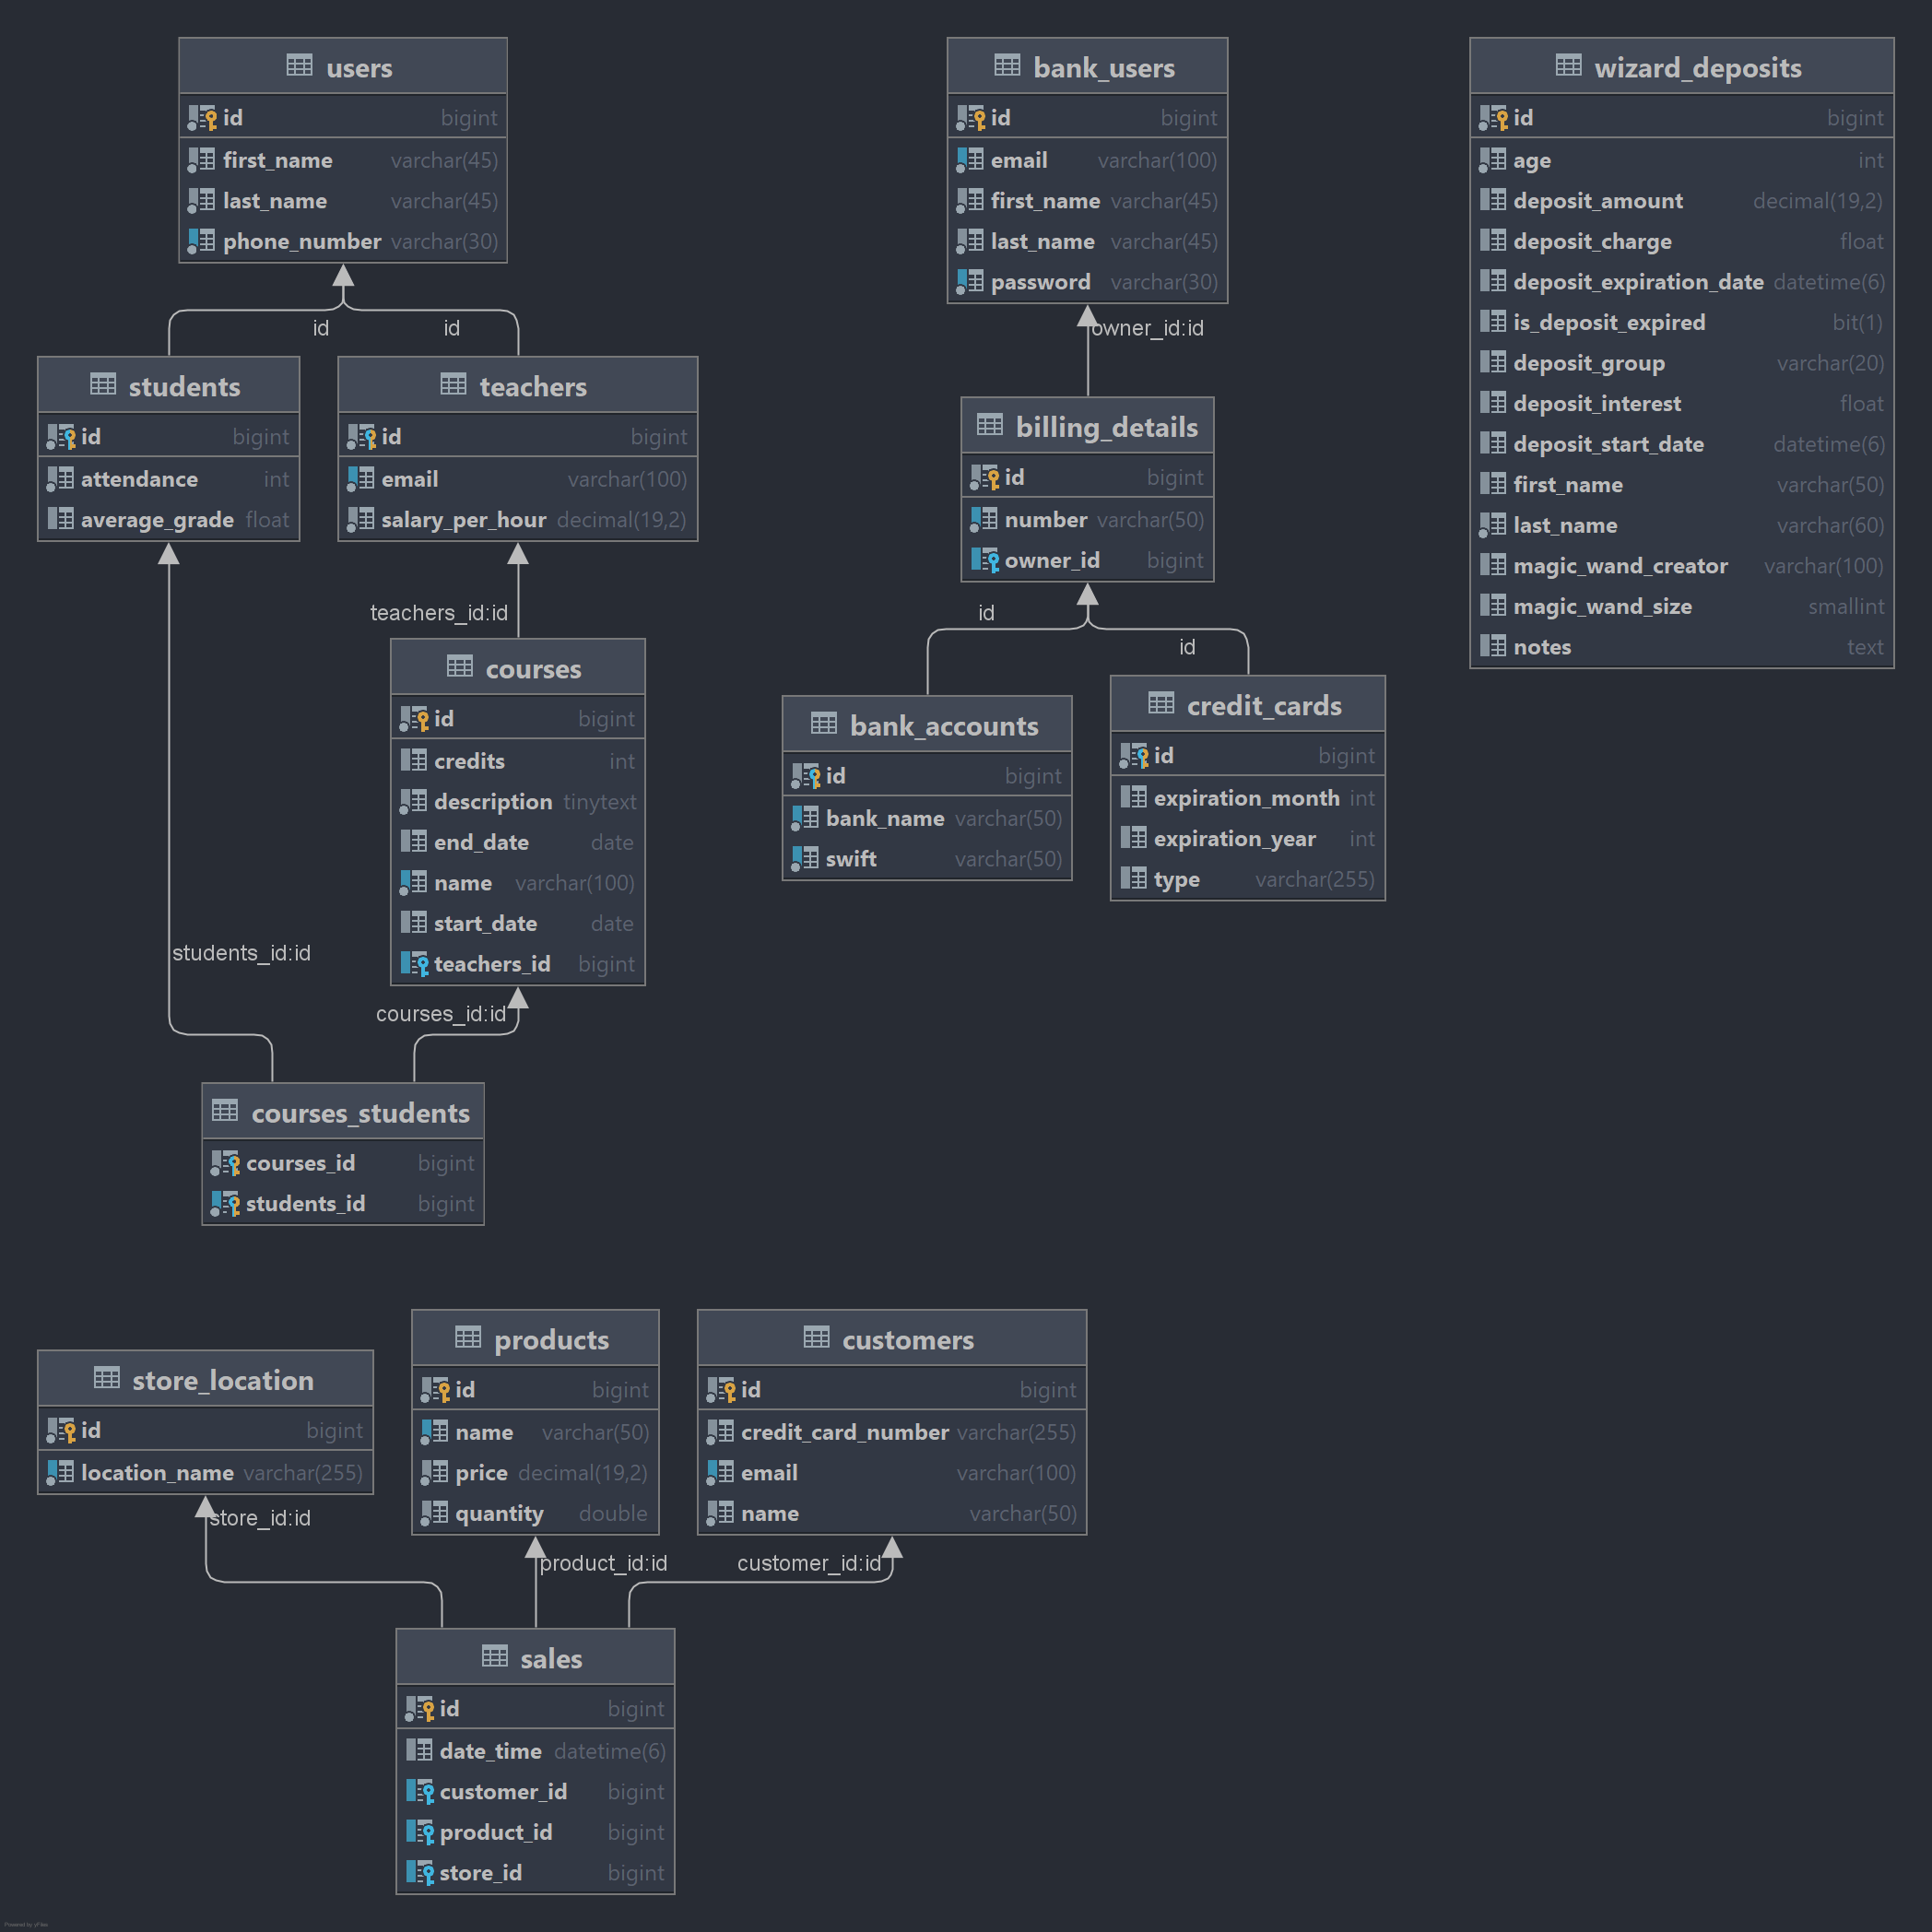 users
id bigint
first_name varchar(45)
last_name varchar(45)
phone_number varchar(30)
id id
students
id bigint
attendance int
average_grade float
teachers
id bigint
email varchar(100)
salary_per_hour decimal(19,2)
teachers_id:id
courses
id bigint
credits int
description tinytext
end_date date
name varchar(100)
start_date date
teachers_id bigint
students_id:id
courses_id:id
courses_students
courses_id bigint
students_id bigint
bank_users
id bigint
email varchar(100)
first_name varchar(45)
last_name varchar(45)
password varchar(30)
owner_id:id
billing_details
id bigint
number varchar(50)
owner_id bigint
id
id
bank_accounts
id bigint
bank_name varchar(50)
swift varchar(50)
credit_cards
id bigint
expiration_month int
expiration_year int
type varchar(255)
wizard_deposits
id bigint
age int
deposit_amount decimal(19,2)
deposit_charge float
deposit_expiration_date datetime(6)
is_deposit_expired bit(1)
deposit_group varchar(20)
deposit_interest float
deposit_start_date datetime(6)
first_name varchar(50)
last_name varchar(60)
magic_wand_creator varchar(100)
magic_wand_size smallint
notes text
store_location
id bigint
location_name varchar(255)
store_id:id
products
id bigint
name varchar(50)
price decimal(19,2)
quantity double
product_id:id
customers
id bigint
credit_card_number varchar(255)
email varchar(100)
name varchar(50)
customer_id:id
sales
id bigint
date_time datetime(6)
customer_id bigint
product_id bigint
store_id bigint
Powered by yFiles